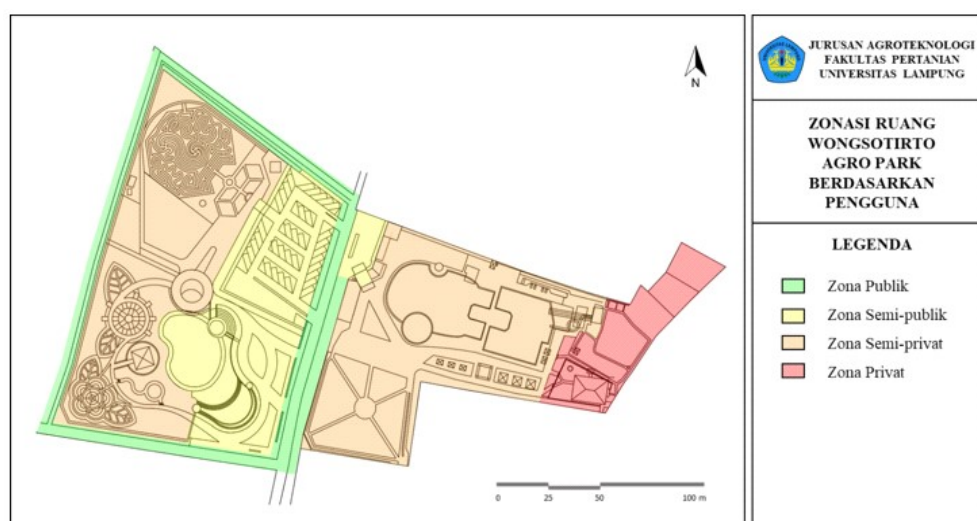 N
0
25
50
100 m
JURUSAN AGROTEKNOLOGI
FAKULTAS PERTANIAN
UNIVERSITAS LAMPUNG
ZONASI RUANG
WONGSOTIRTO
AGRO PARK
BERDASARKAN
PENGGUNA
LEGENDA
Zona Publik
Zona Semi-publik
Zona Semi-privat
Zona Privat